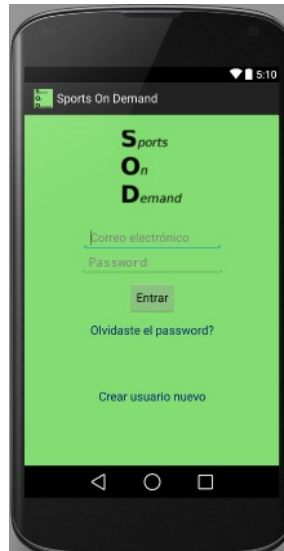 5:10
Sports On Demand
Sports
On
Demand
Correo electrónico
Password
Entrar
Olvidaste el password?
Crear usuario nuevo